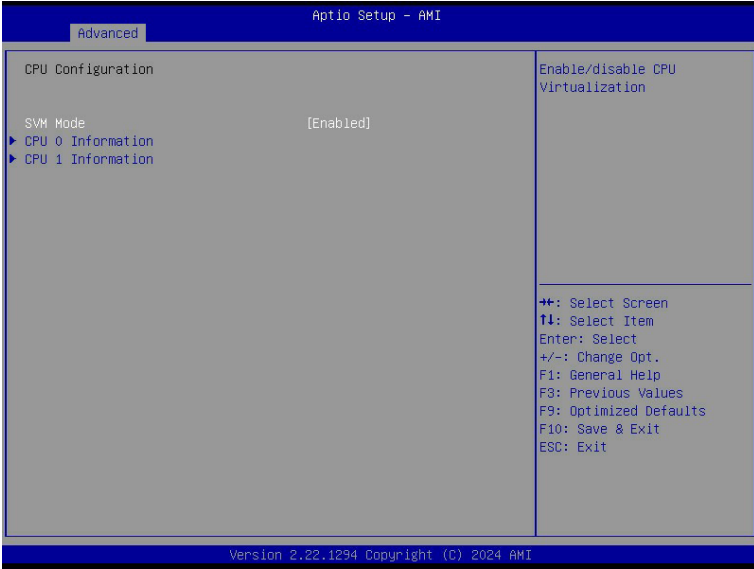 Aptio Setup – AMI
Advanced
CPU Configuration
SVM Mode [Enabled]
CPU 0 Information
CPU 1 Information
Enable/disable CPU
Virtualization
→←: Select Screen
↑↓: Select Item
Enter: Select
+/-: Change Opt.
F1: General Help
F3: Previous Values
F9: Optimized Defaults
F10: Save & Exit
ESC: Exit
Version 2.22.1294 Copyright (C) 2024 AMI